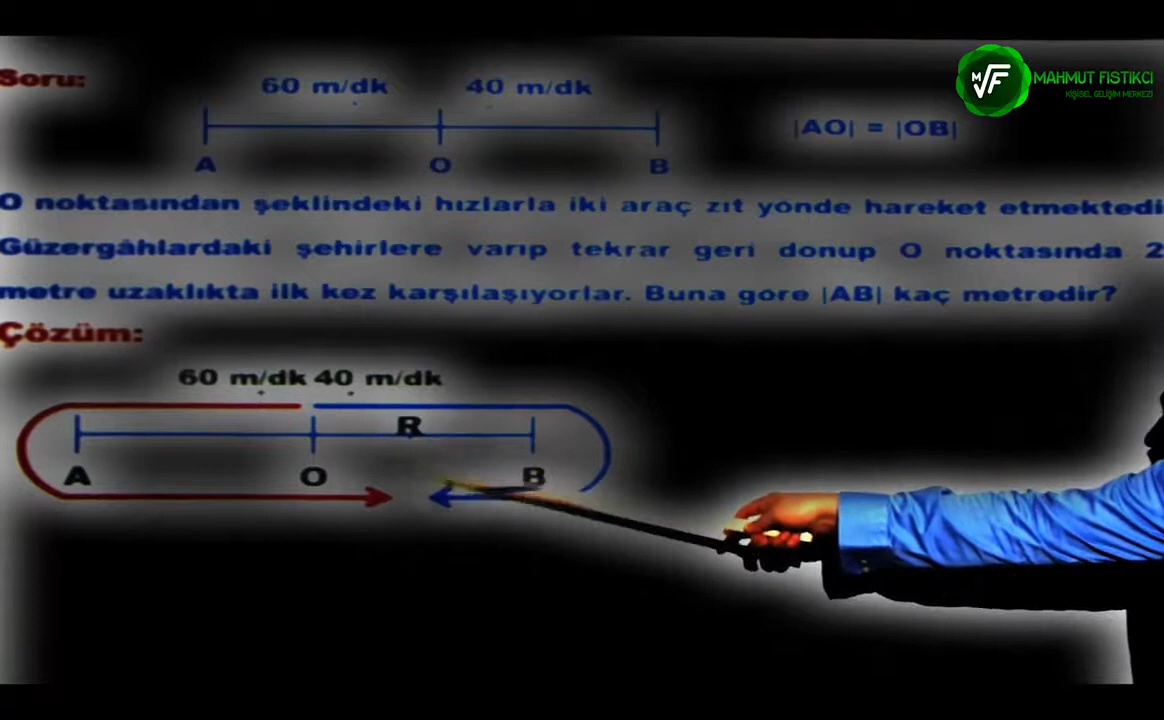 Soru:
60 m/dk 40 m/dk
MAHMUT FISTIKCI
KİŞİSEL GELİŞİM MERKEZİ
|AO| = |OB|
A O B
O noktasından şeklindeki hızlarla iki araç zıt yönde hareket etmektedi
Güzergâhlardaki şehirlere varıp tekrar geri donup O noktasında 2
metre uzaklıkta ilk kez karşılaşıyorlar. Buna göre |AB| kaç metredir?
Çözüm:
60 m/dk 40 m/dk
R
A O B